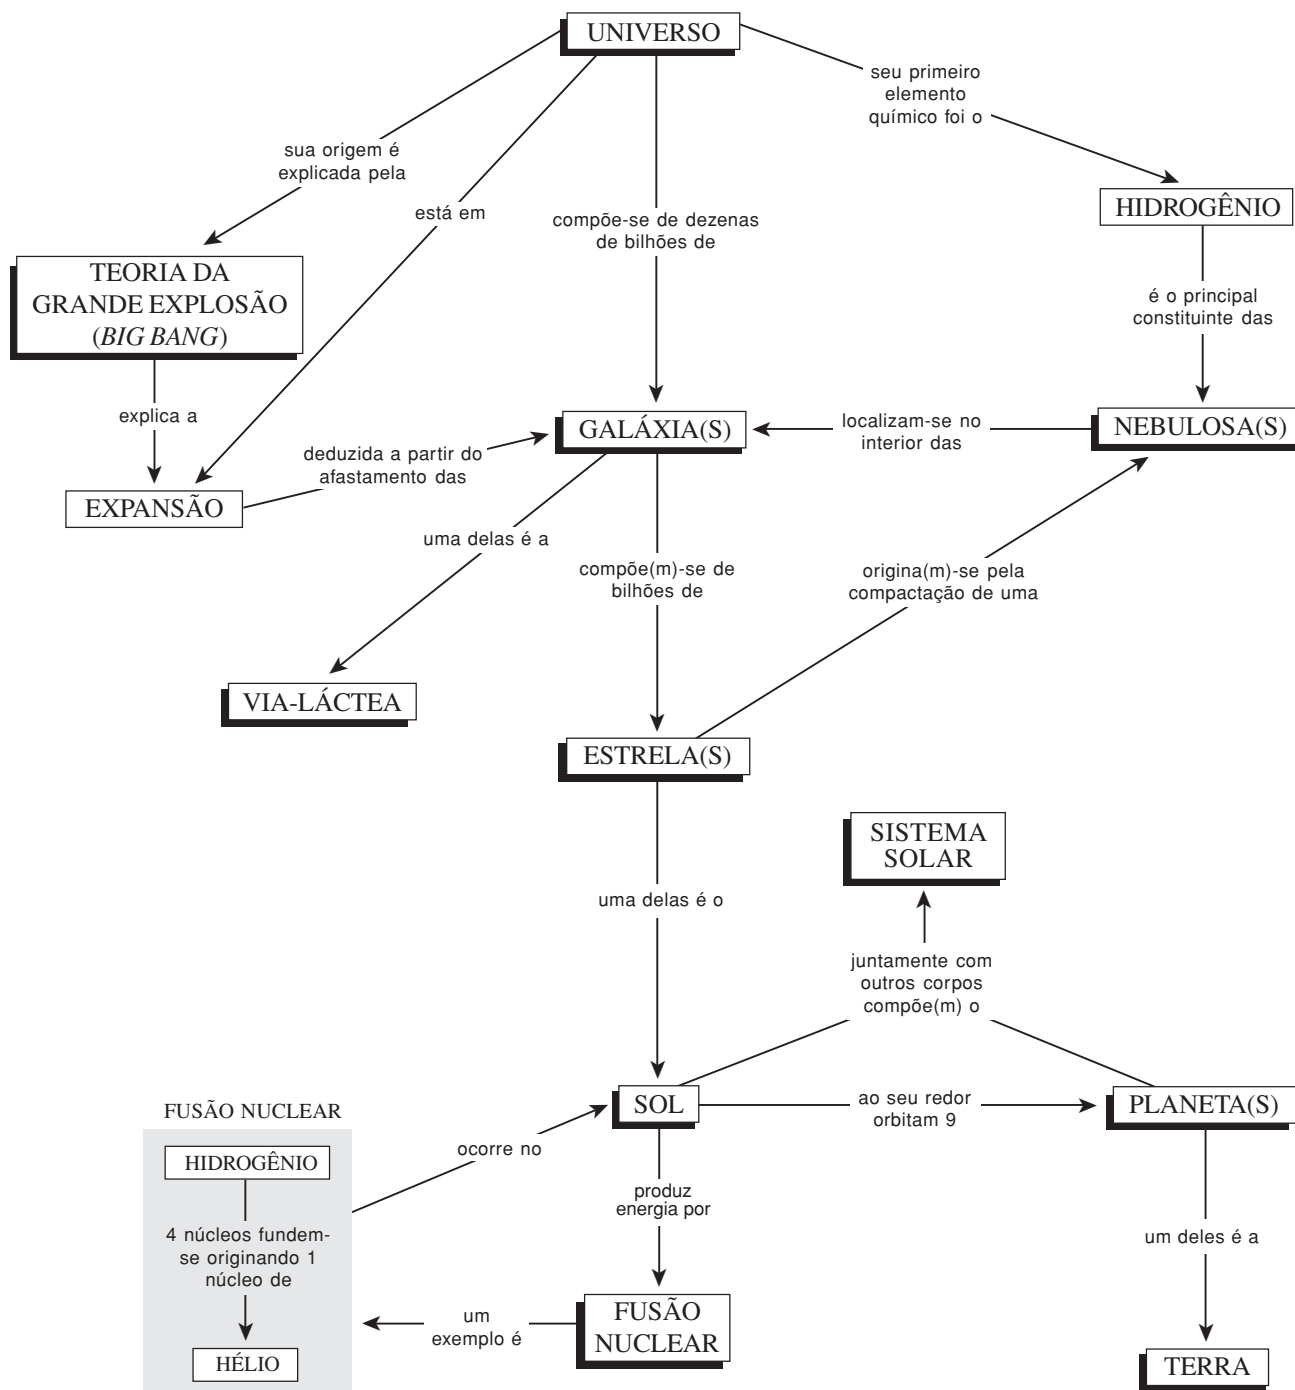 UNIVERSO
seu primeiro
elemento
químico foi o
sua origem é
explicada pela
está em
compõe-se de dezenas
de bilhões de
HIDROGÊNIO
TEORIA DA
GRANDE EXPLOSÃO
(BIG BANG)
é o principal
constituinte das
explica a
GALÁXIA(S)
localizam-se no
interior das
NEBULOSA(S)
deduzida a partir do
afastamento das
EXPANSÃO
uma delas é a
compõe(m)-se de
bilhões de
origina(m)-se pela
compactação de uma
VIA-LÁCTEA
ESTRELA(S)
SISTEMA
SOLAR
uma delas é o
juntamente com
outros corpos
compõe(m) o
SOL
ao seu redor
orbitam 9
PLANETA(S)
FUSÃO NUCLEAR
HIDROGÊNIO
ocorre no
produz
energia por
4 núcleos fundem-
se originando 1
núcleo de
um deles é a
um
exemplo é
FUSÃO
NUCLEAR
HÉLIO
TERRA